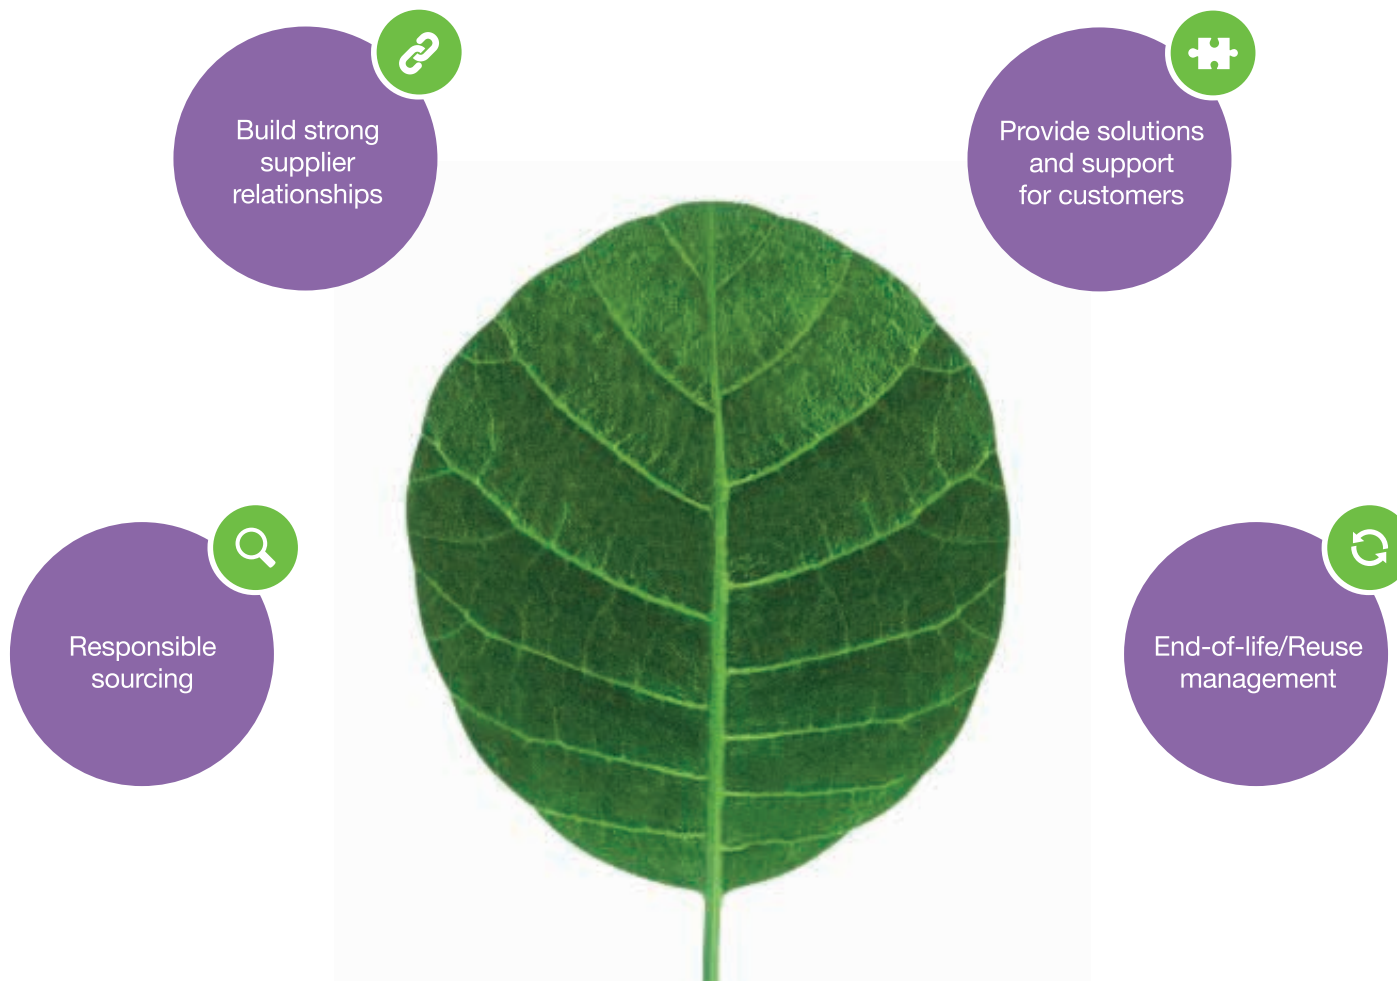 Build strong
supplier
relationships
Provide solutions
and support
for customers
Responsible
sourcing
End-of-life/Reuse
management